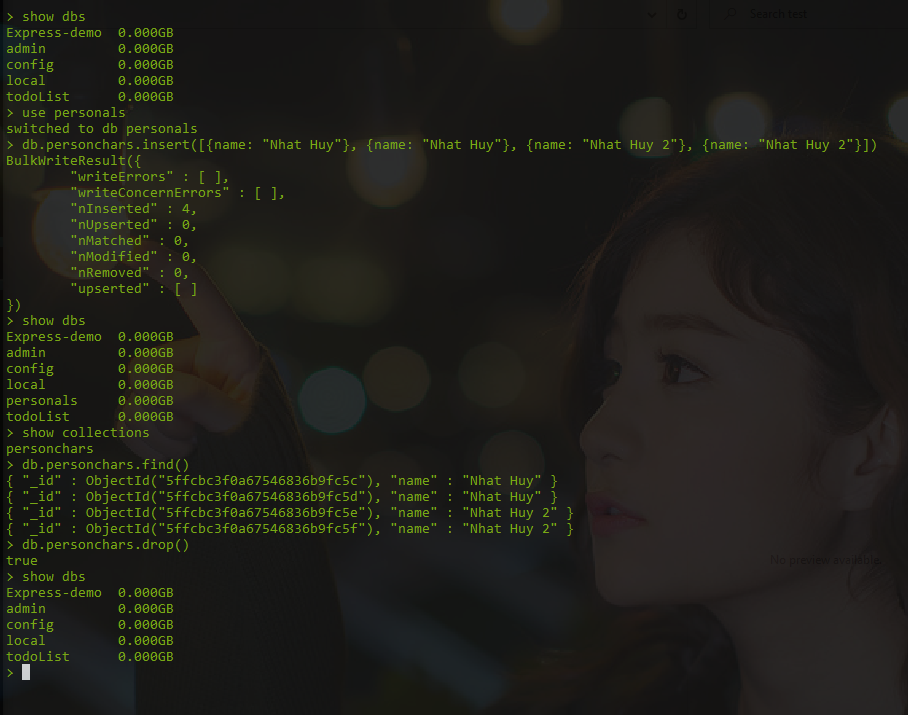 > show dbs
Express-demo  0.000GB
admin         0.000GB
config        0.000GB
local         0.000GB
todoList      0.000GB
> use personals
switched to db personals
> db.personchars.insert([{name: "Nhat Huy"}, {name: "Nhat Huy"}, {name: "Nhat Huy 2"}, {name: "Nhat Huy 2"}])
BulkWriteResult({
        "writeErrors" : [ ],
        "writeConcernErrors" : [ ],
        "nInserted" : 4,
        "nUpserted" : 0,
        "nMatched" : 0,
        "nModified" : 0,
        "nRemoved" : 0,
        "upserted" : [ ]
})
> show dbs
Express-demo  0.000GB
admin         0.000GB
config        0.000GB
local         0.000GB
personals     0.000GB
todoList      0.000GB
> show collections
personchars
> db.personchars.find()
{ "_id" : ObjectId("5ffcbc3f0a67546836b9fc5c"), "name" : "Nhat Huy" }
{ "_id" : ObjectId("5ffcbc3f0a67546836b9fc5d"), "name" : "Nhat Huy" }
{ "_id" : ObjectId("5ffcbc3f0a67546836b9fc5e"), "name" : "Nhat Huy 2" }
{ "_id" : ObjectId("5ffcbc3f0a67546836b9fc5f"), "name" : "Nhat Huy 2" }
> db.personchars.drop()
true
> show dbs
Express-demo  0.000GB
admin         0.000GB
config        0.000GB
local         0.000GB
todoList      0.000GB
>
Search test
No preview available.